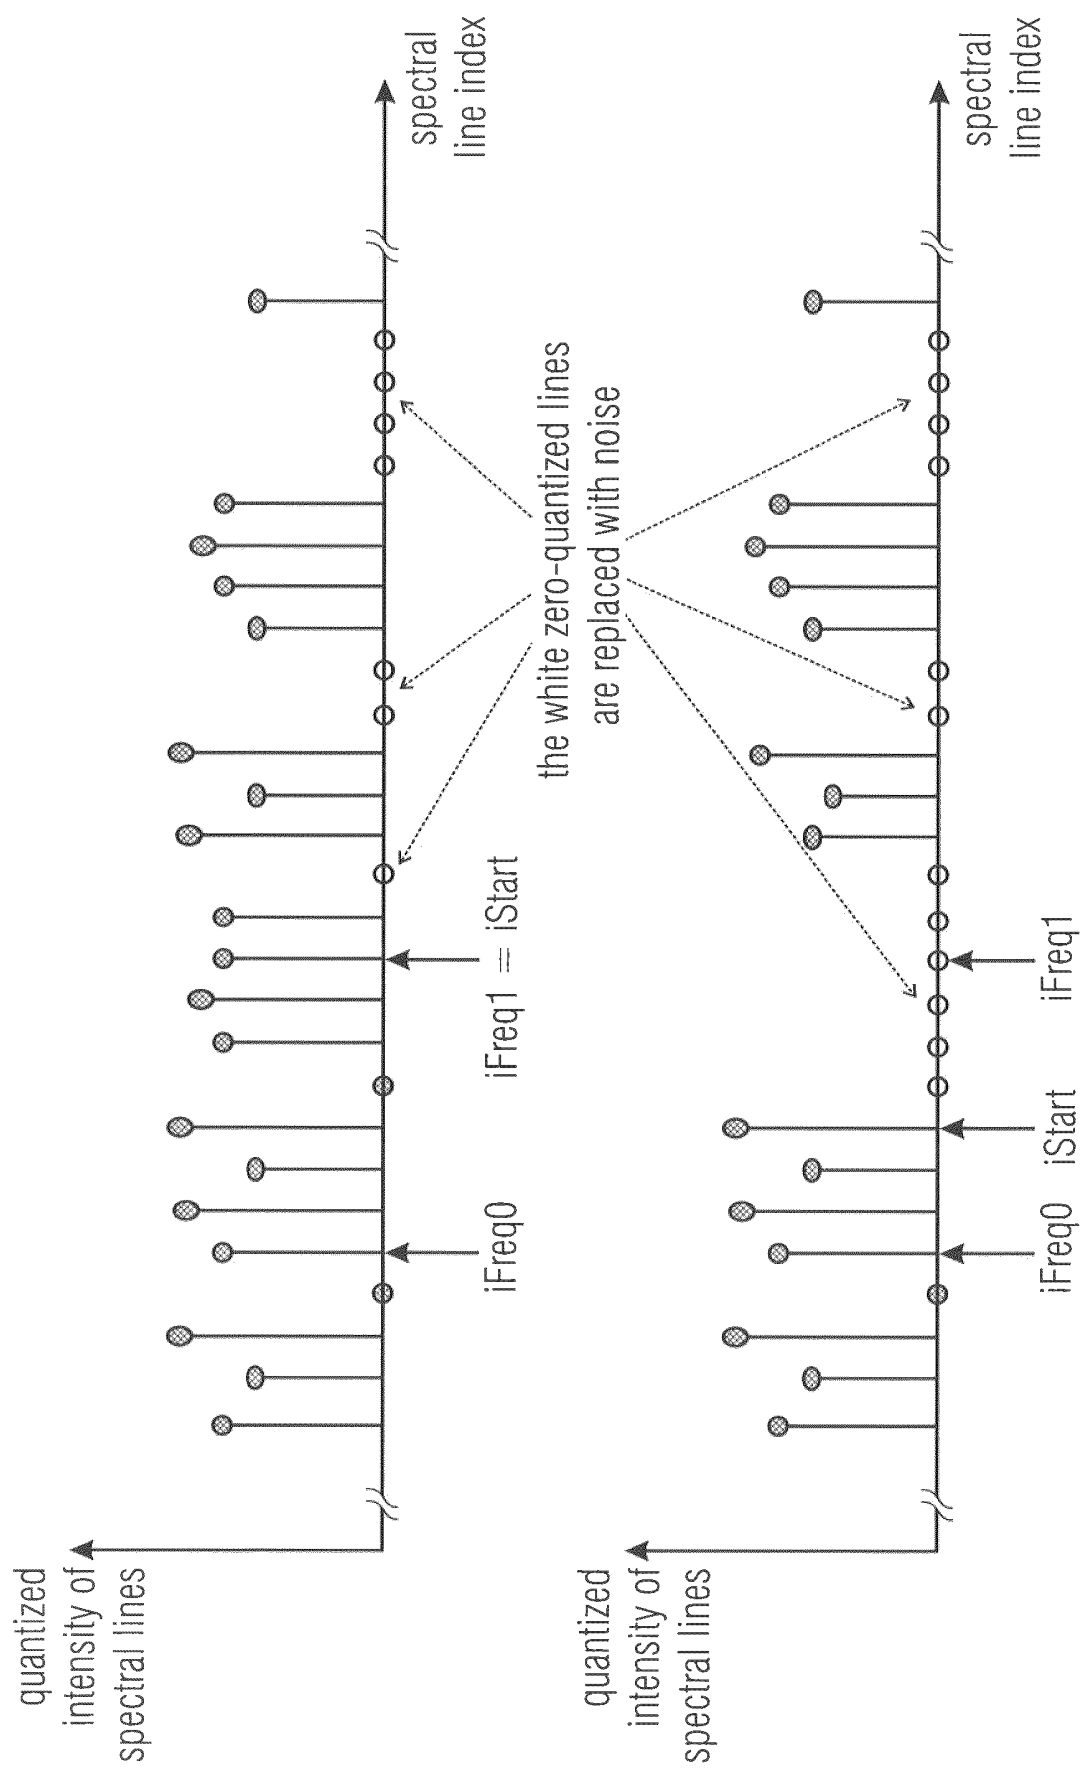 quantized
intensity of
spectral lines
iFreq0
iFreq1 = iStart
spectral
line index
the white zero-quantized lines
are replaced with noise
quantized
intensity of
spectral lines
iFreq0
iStart
iFreq1
spectral
line index